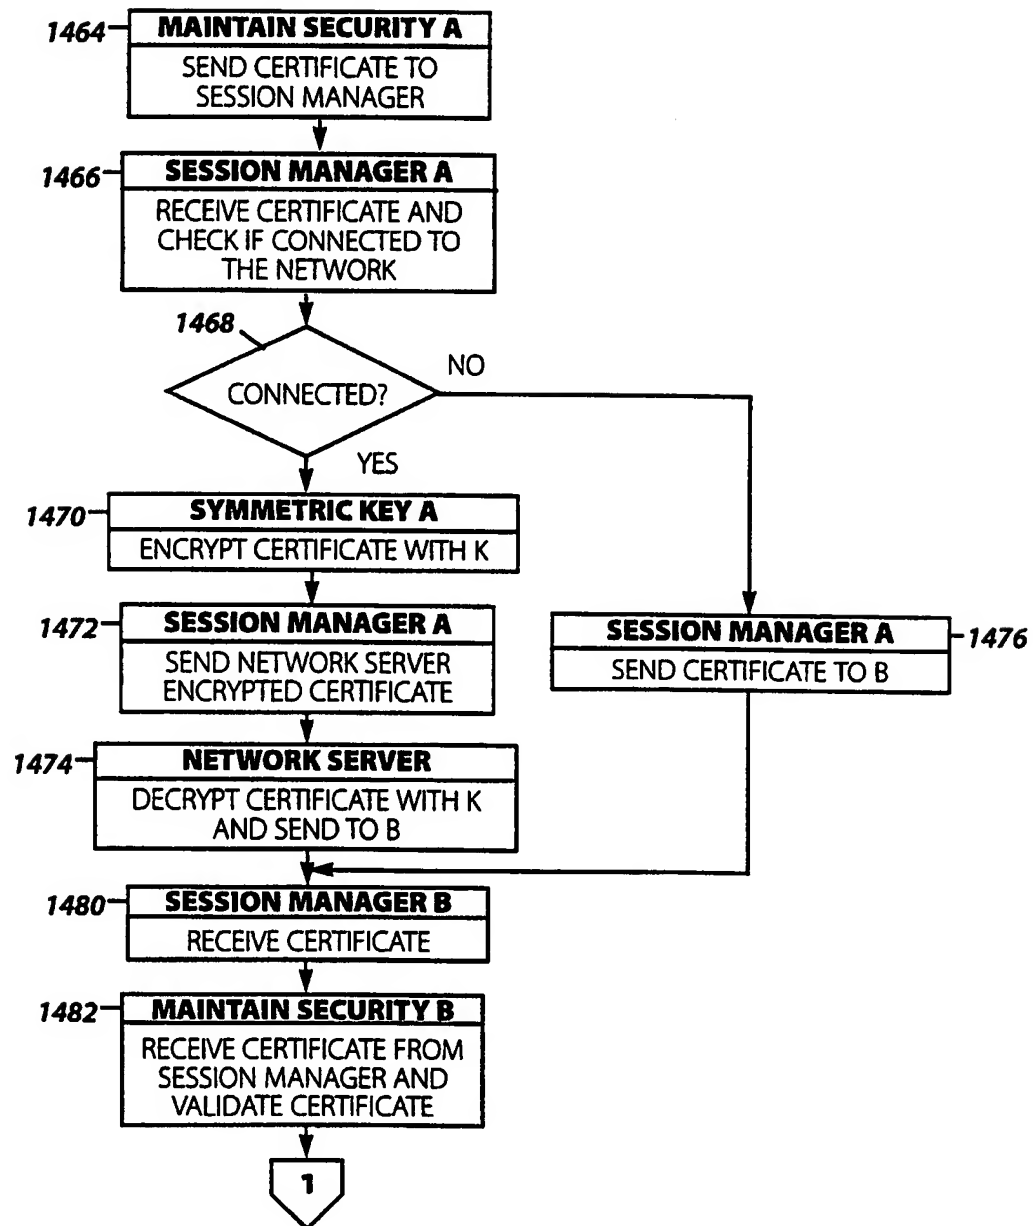 1464
MAINTAIN SECURITY A
SEND CERTIFICATE TO
SESSION MANAGER
1466
SESSION MANAGER A
RECEIVE CERTIFICATE AND
CHECK IF CONNECTED TO
THE NETWORK
1468
CONNECTED?
NO
YES
1470
SYMMETRIC KEY A
ENCRYPT CERTIFICATE WITH K
1472
SESSION MANAGER A
SEND NETWORK SERVER
ENCRYPTED CERTIFICATE
SESSION MANAGER A
1476
SEND CERTIFICATE TO B
1474
NETWORK SERVER
DECRYPT CERTIFICATE WITH K
AND SEND TO B
1480
SESSION MANAGER B
RECEIVE CERTIFICATE
1482
MAINTAIN SECURITY B
RECEIVE CERTIFICATE FROM
SESSION MANAGER AND
VALIDATE CERTIFICATE
1